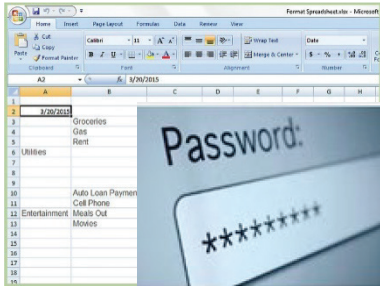 Format Spreadsheet.xlsx - Microsoft
Home Insert Page Layout Formulas Data Review View
Cut
Copy
Format Painter
Paste
Calibri 11
B I U
Wrap Text
Merge & Center
Date
$ % ,
Clipboard Font Alignment Number
A2 fx 3/20/2015
A B C D E F G H
1
2 3/20/2015
3 Groceries
4 Gas
5 Rent
6 Utilities
7
8
9
10 Auto Loan Paymen
11 Cell Phone
12 Entertainment Meals Out
13 Movies
14
15
16
17
18
Password:
*********